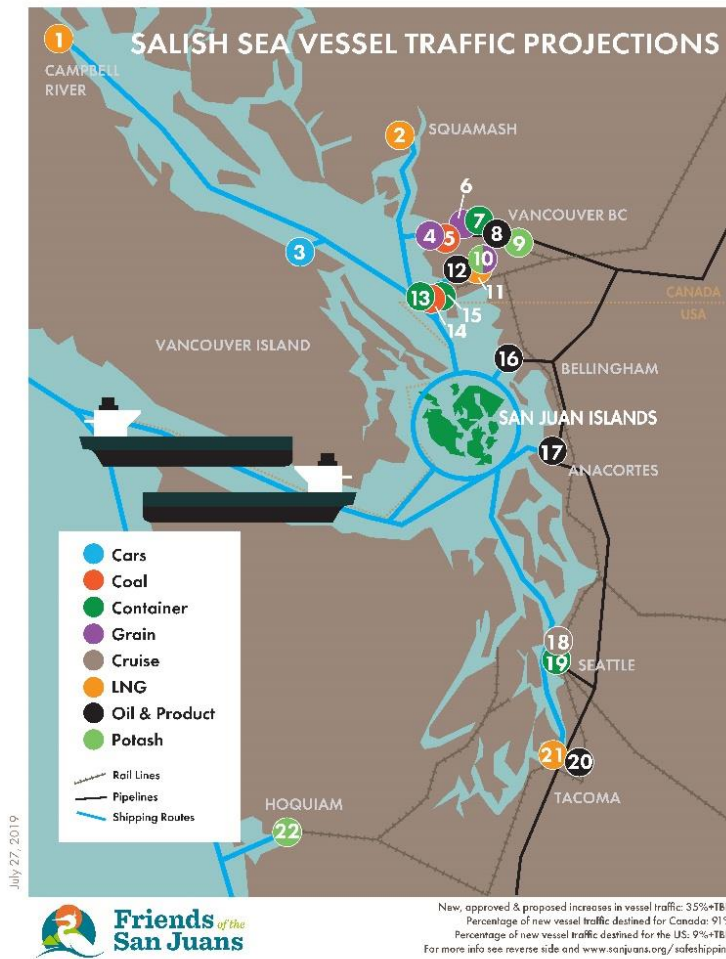 SALISH SEA VESSEL TRAFFIC PROJECTIONS
1
CAMPBELL
RIVER
2
SQUAMASH
3
4
5
6
7
8
9
VANCOUVER BC
10
11
12
13
14
15
CANADA
USA
VANCOUVER ISLAND
16
BELLINGHAM
SAN JUAN ISLANDS
17
ANACORTES
18
19
SEATTLE
21
20
TACOMA
HOQUIAM
22
Cars
Coal
Container
Grain
Cruise
LNG
Oil & Product
Potash
Rail Lines
Pipelines
Shipping Routes
July 27, 2019
Friends of the
San Juans
New, approved & proposed increases in vessel traffic: 35%+TB
Percentage of new vessel traffic destined for Canada: 91%
Percentage of new vessel traffic destined for the US: 9%+TB
For more info see reverse side and www.sanjuans.org/safeshippin